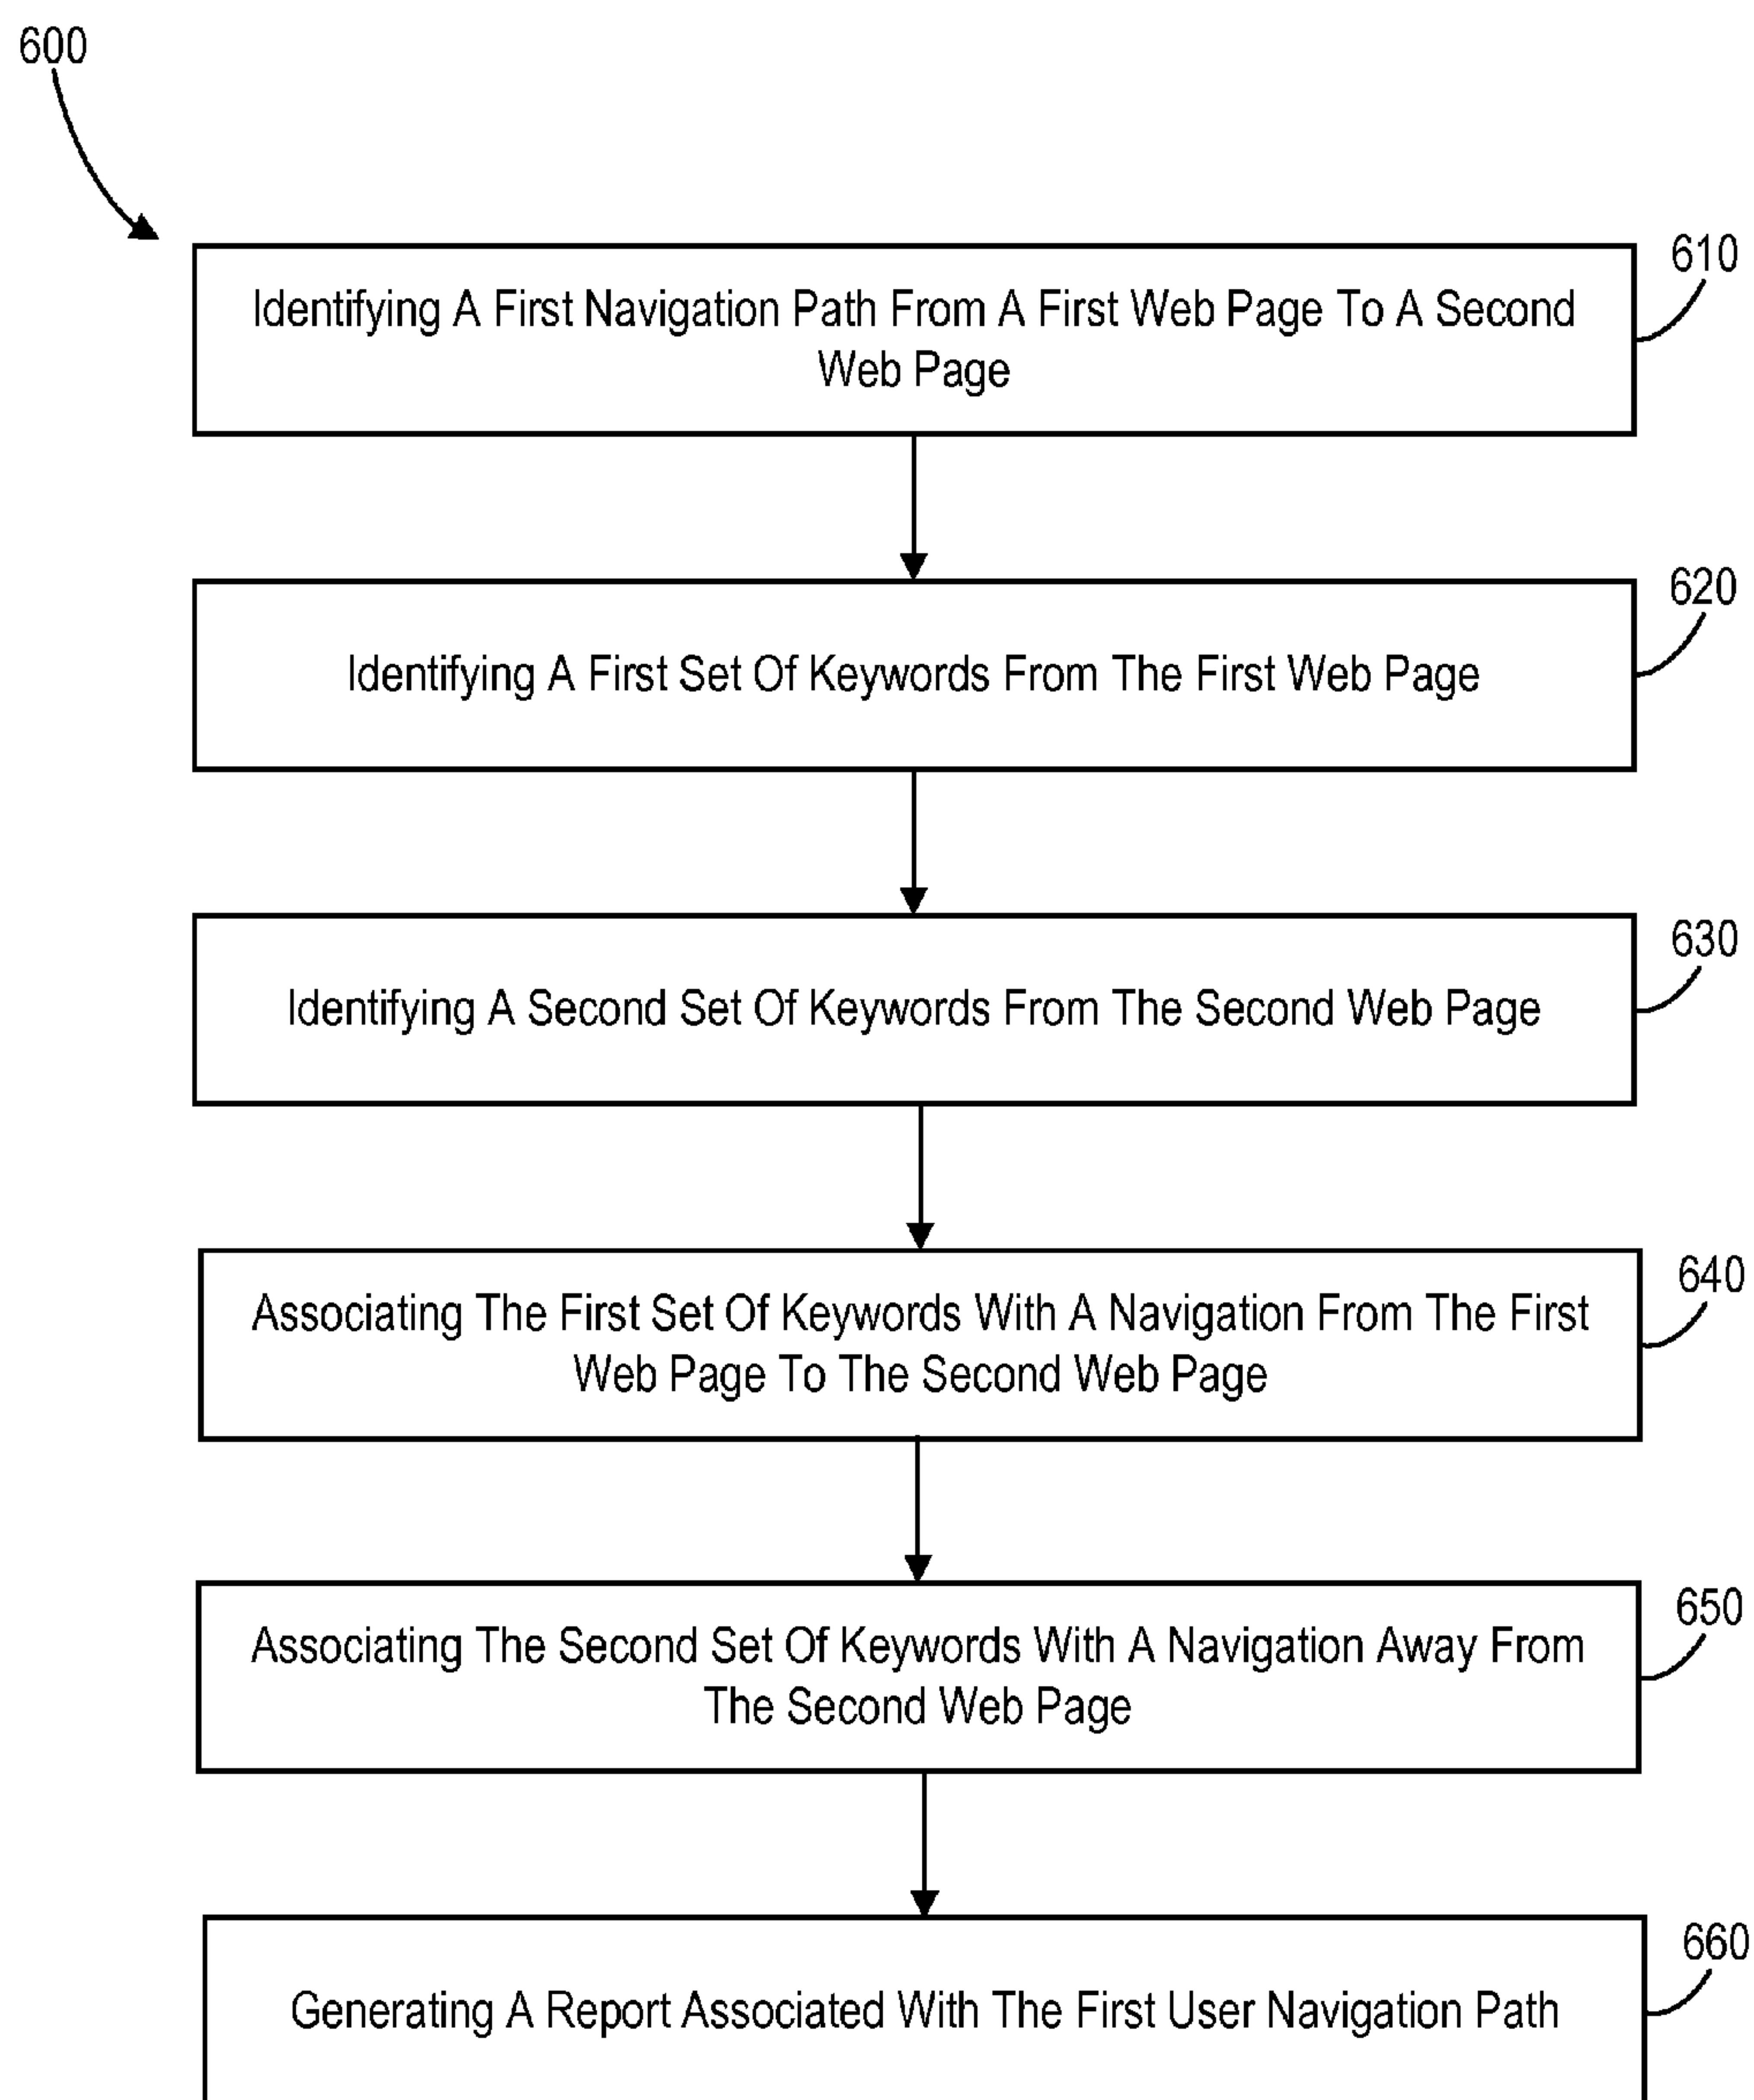 600
610
Identifying A First Navigation Path From A First Web Page To A Second
Web Page
620
Identifying A First Set Of Keywords From The First Web Page
630
Identifying A Second Set Of Keywords From The Second Web Page
640
Associating The First Set Of Keywords With A Navigation From The First
Web Page To The Second Web Page
650
Associating The Second Set Of Keywords With A Navigation Away From
The Second Web Page
660
Generating A Report Associated With The First User Navigation Path